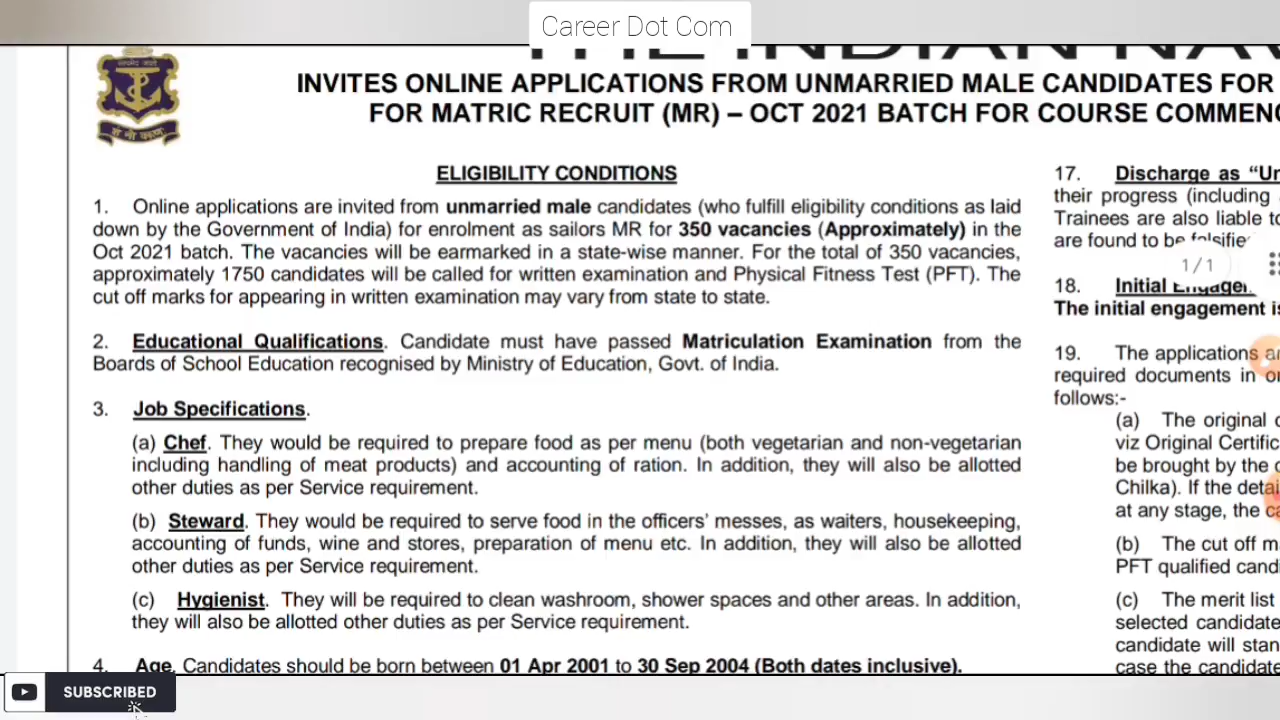 Career Dot Com
THE INDIAN NAV
INVITES ONLINE APPLICATIONS FROM UNMARRIED MALE CANDIDATES FOR
FOR MATRIC RECRUIT (MR) – OCT 2021 BATCH FOR COURSE COMMENC
ELIGIBILITY CONDITIONS
1. Online applications are invited from unmarried male candidates (who fulfill eligibility conditions as laid
down by the Government of India) for enrolment as sailors MR for 350 vacancies (Approximately) in the
Oct 2021 batch. The vacancies will be earmarked in a state-wise manner. For the total of 350 vacancies,
approximately 1750 candidates will be called for written examination and Physical Fitness Test (PFT). The
cut off marks for appearing in written examination may vary from state to state.
2. Educational Qualifications. Candidate must have passed Matriculation Examination from the
Boards of School Education recognised by Ministry of Education, Govt. of India.
3. Job Specifications.
(a) Chef. They would be required to prepare food as per menu (both vegetarian and non-vegetarian
including handling of meat products) and accounting of ration. In addition, they will also be allotted
other duties as per Service requirement.
(b) Steward. They would be required to serve food in the officers' messes, as waiters, housekeeping,
accounting of funds, wine and stores, preparation of menu etc. In addition, they will also be allotted
other duties as per Service requirement.
(c) Hygienist. They will be required to clean washroom, shower spaces and other areas. In addition,
they will also be allotted other duties as per Service requirement.
4. Age. Candidates should be born between 01 Apr 2001 to 30 Sep 2004 (Both dates inclusive).
17. Discharge as “Un
their progress (including
Trainees are also liable to
are found to be falsified
1/1
18. Initial Engagem
The initial engagement is
19. The applications a
required documents in or
follows:-
(a) The original c
viz Original Certific
be brought by the c
Chilka). If the detai
at any stage, the ca
(b) The cut off m
PFT qualified candi
(c) The merit list
selected candidate
candidate will stan
case the candidate
SUBSCRIBED